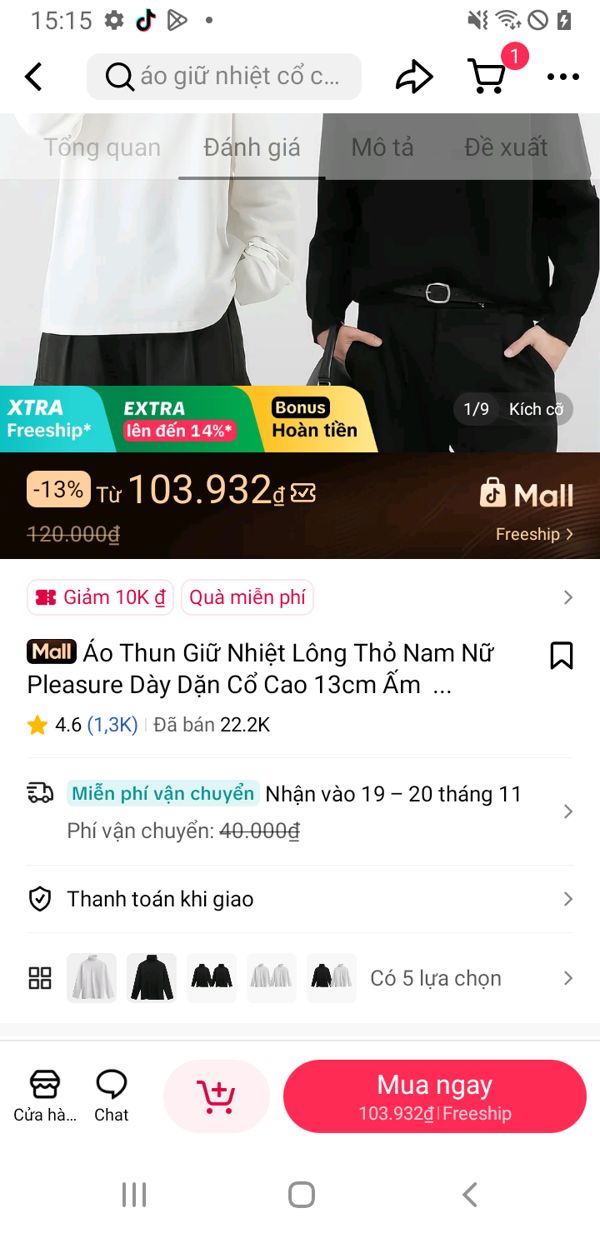 15:15
áo giữ nhiệt cổ c...
1
Tổng quan
Đánh giá
Mô tả
Đề xuất
XTRA
Freeship*
EXTRA
lên đến 14%*
Bonus
Hoàn tiền
1/9
Kích cỡ
-13% Từ 103.932đ
Mall
120.000₫
Freeship
Giảm 10K ₫
Quà miễn phí
Mall Áo Thun Giữ Nhiệt Lông Thỏ Nam Nữ
Pleasure Dày Dặn Cổ Cao 13cm Ấm ...
4.6 (1,3K) Đã bán 22.2K
Miễn phí vận chuyển Nhận vào 19 – 20 tháng 11
Phí vận chuyển: 40.000₫
Thanh toán khi giao
Có 5 lựa chọn
Cửa hà...
Chat
Mua ngay
103.932₫ | Freeship